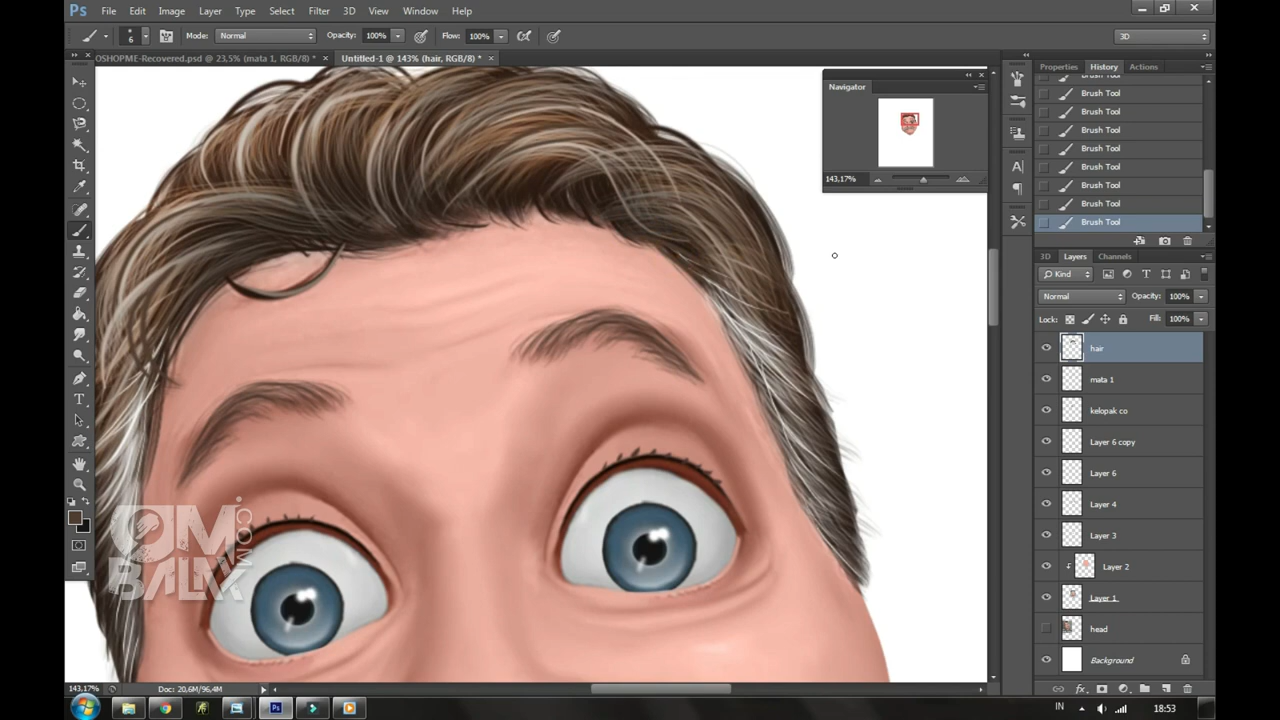 Ps File Edit Image Layer Type Select Filter 3D View Window Help
6 Mode: Normal Opacity: 100% Flow: 100% 3D
OSHOPME-Recovered.psd @ 23,5% (mata 1, RGB/8) * × Untitled-1 @ 143% (hair, RGB/8) * ×
Properties History Actions
Navigator
143,17%
Brush Tool
Brush Tool
Brush Tool
Brush Tool
Brush Tool
Brush Tool
Brush Tool
Brush Tool
Brush Tool
3D Layers Channels
Kind
Normal Opacity: 100%
Lock: Fill: 100%
hair
mata 1
kelopak co
Layer 6 copy
Layer 6
Layer 4
Layer 3
Layer 2
Layer 1
head
Background
OM
BALAK
.COM
143,17% Doc: 20,6M/96,4M
IN 18:53